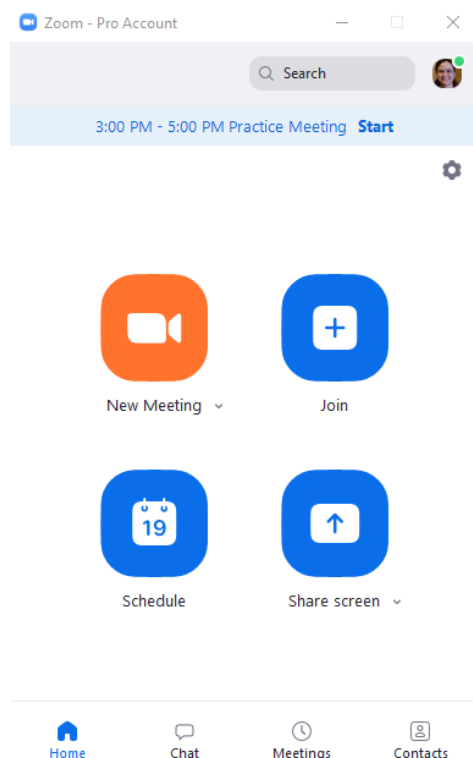 Zoom - Pro Account
Search
3:00 PM - 5:00 PM Practice Meeting Start
New Meeting
Join
19
Schedule
Share screen
Home
Chat
Meetings
Contacts